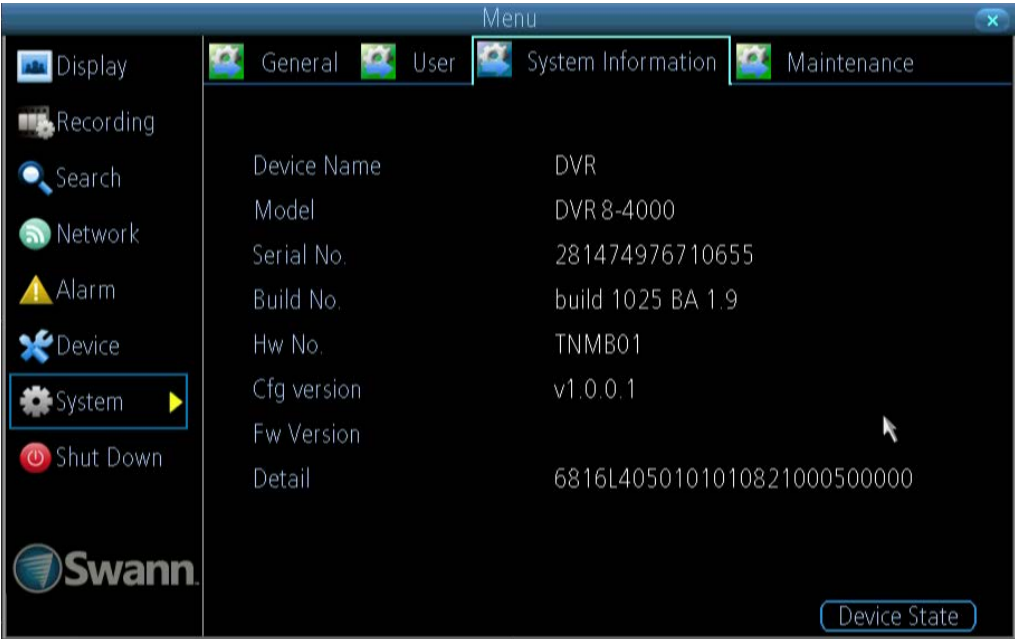 Menu
Display
Recording
Search
Network
Alarm
Device
System
Shut Down
Swann
General User System Information Maintenance
Device Name DVR
Model DVR 8-4000
Serial No. 281474976710655
Build No. build 1025 BA 1.9
Hw No. TNMB01
Cfg version v1.0.0.1
Fw Version
Detail 6816L4050101010821000500000
Device State